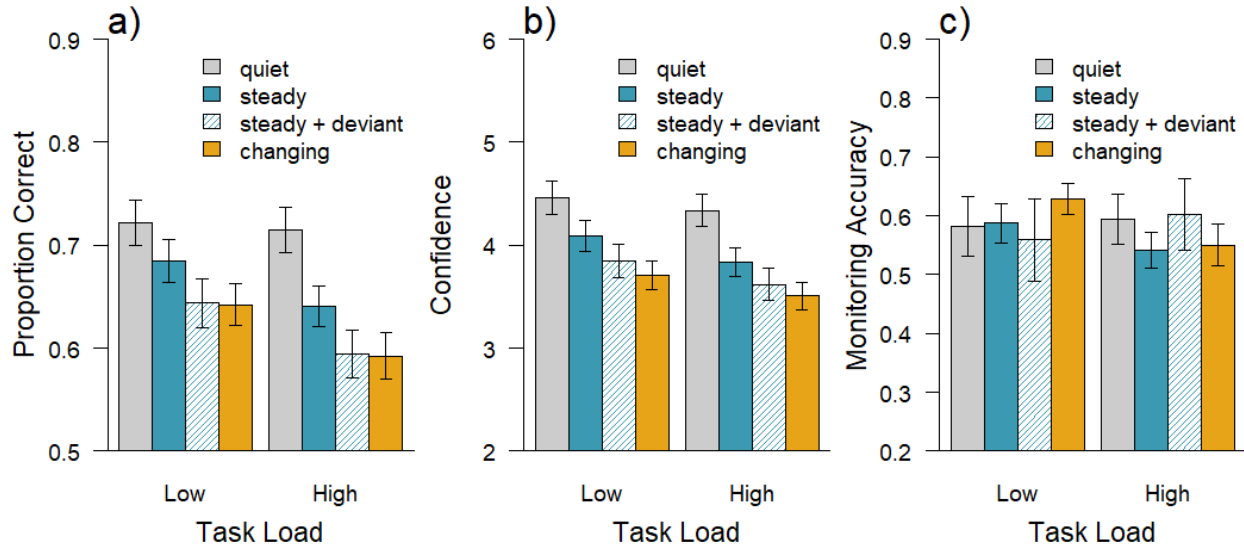 a)
Proportion Correct
0.9
0.8
0.7
0.6
0.5
quiet
steady
steady + deviant
changing
Low
High
Task Load
b)
Confidence
6
5
4
3
2
quiet
steady
steady + deviant
changing
Low
High
Task Load
c)
Monitoring Accuracy
0.9
0.8
0.7
0.6
0.5
0.4
0.3
0.2
quiet
steady
steady + deviant
changing
Low
High
Task Load